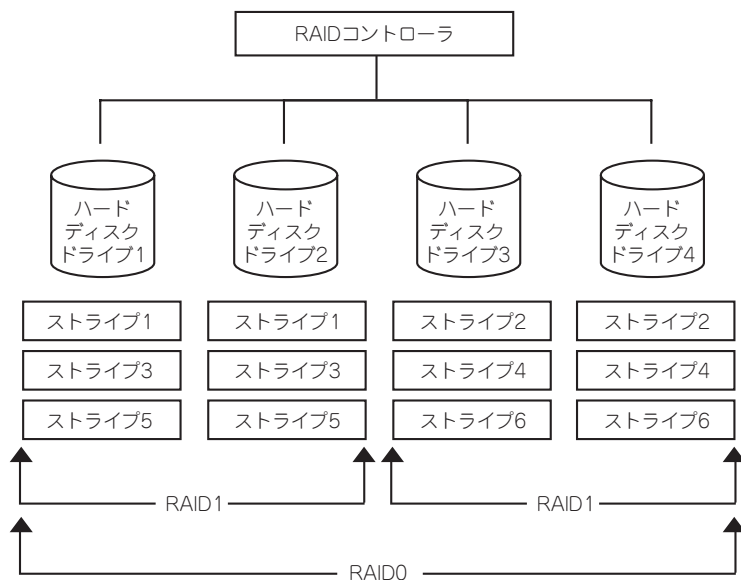 RAIDコントローラ
ハード
ディスク
ドライブ1
ハード
ディスク
ドライブ2
ハード
ディスク
ドライブ3
ハード
ディスク
ドライブ4
ストライプ1
ストライプ1
ストライプ2
ストライプ2
ストライプ3
ストライプ3
ストライプ4
ストライプ4
ストライプ5
ストライプ5
ストライプ6
ストライプ6
RAID1
RAID1
RAID0